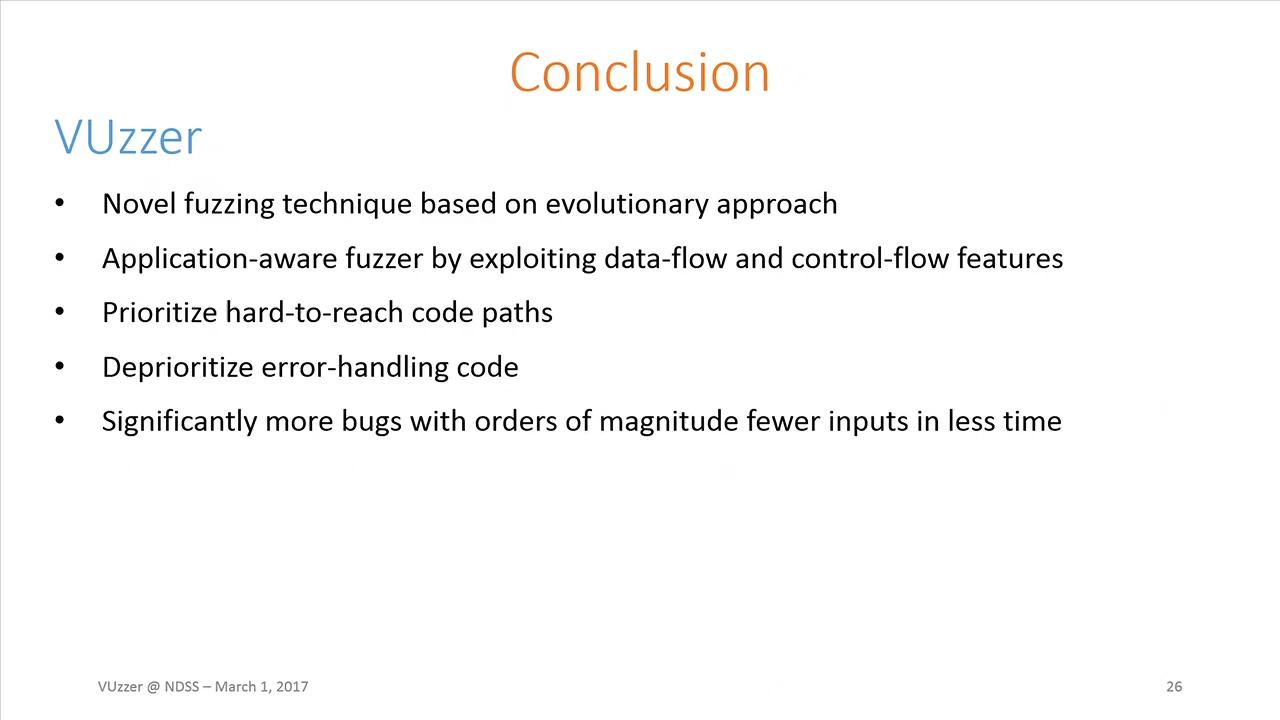 Conclusion
VUzzer
• Novel fuzzing technique based on evolutionary approach
• Application-aware fuzzer by exploiting data-flow and control-flow features
• Prioritize hard-to-reach code paths
• Deprioritize error-handling code
• Significantly more bugs with orders of magnitude fewer inputs in less time
VUzzer @ NDSS – March 1, 2017
26